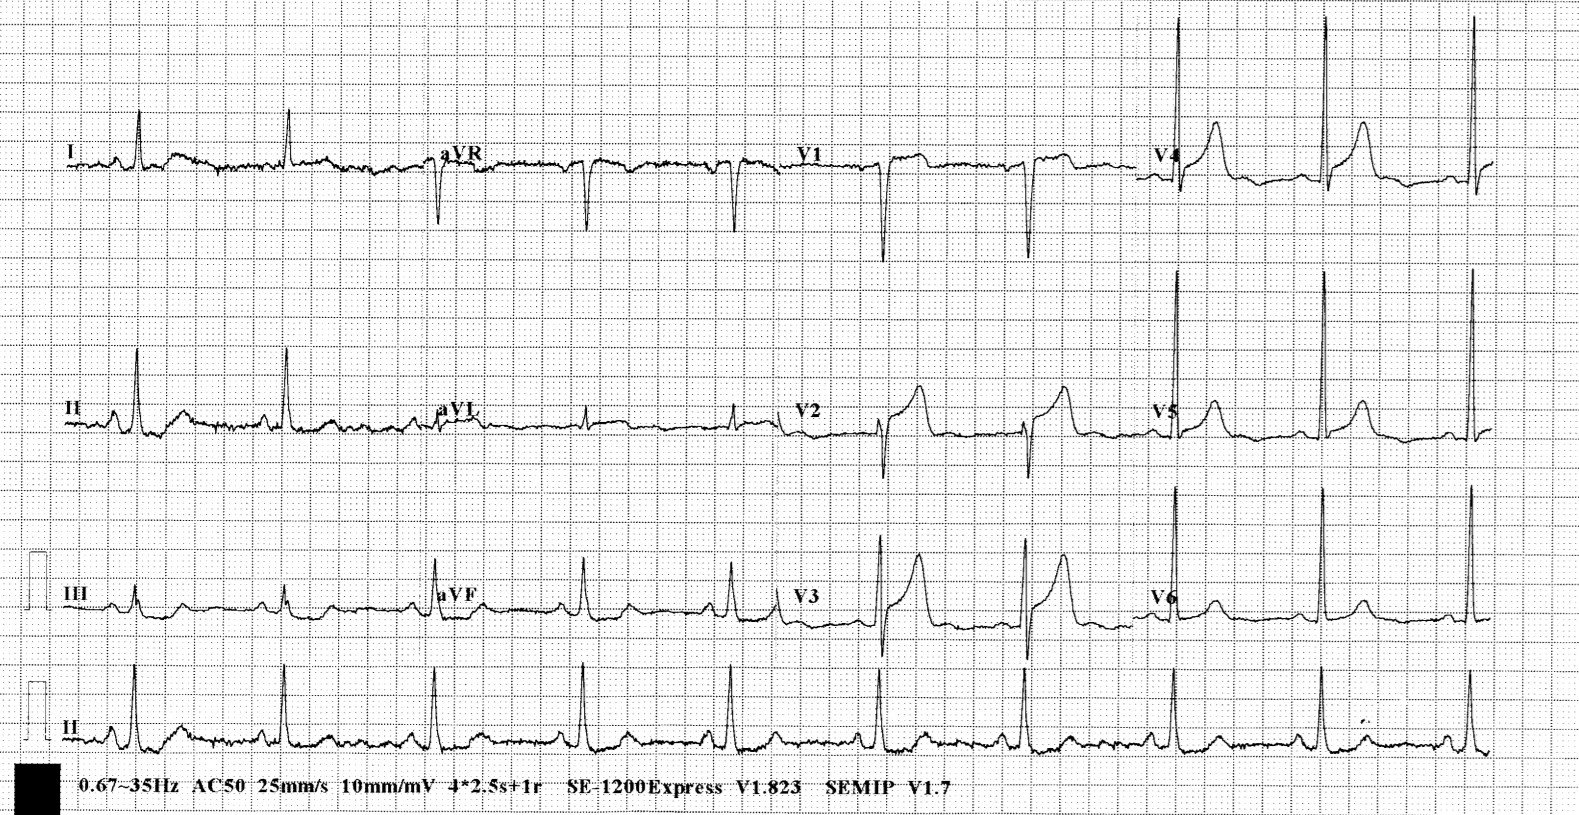 I aVR V1 V4
II aVL V2 V5
III aVF V3 V6
II
0.67~35Hz AC50 25mm/s 10mm/mV 4*2.5s+1r SE-1200Express V1.823 SEMIP V1.7